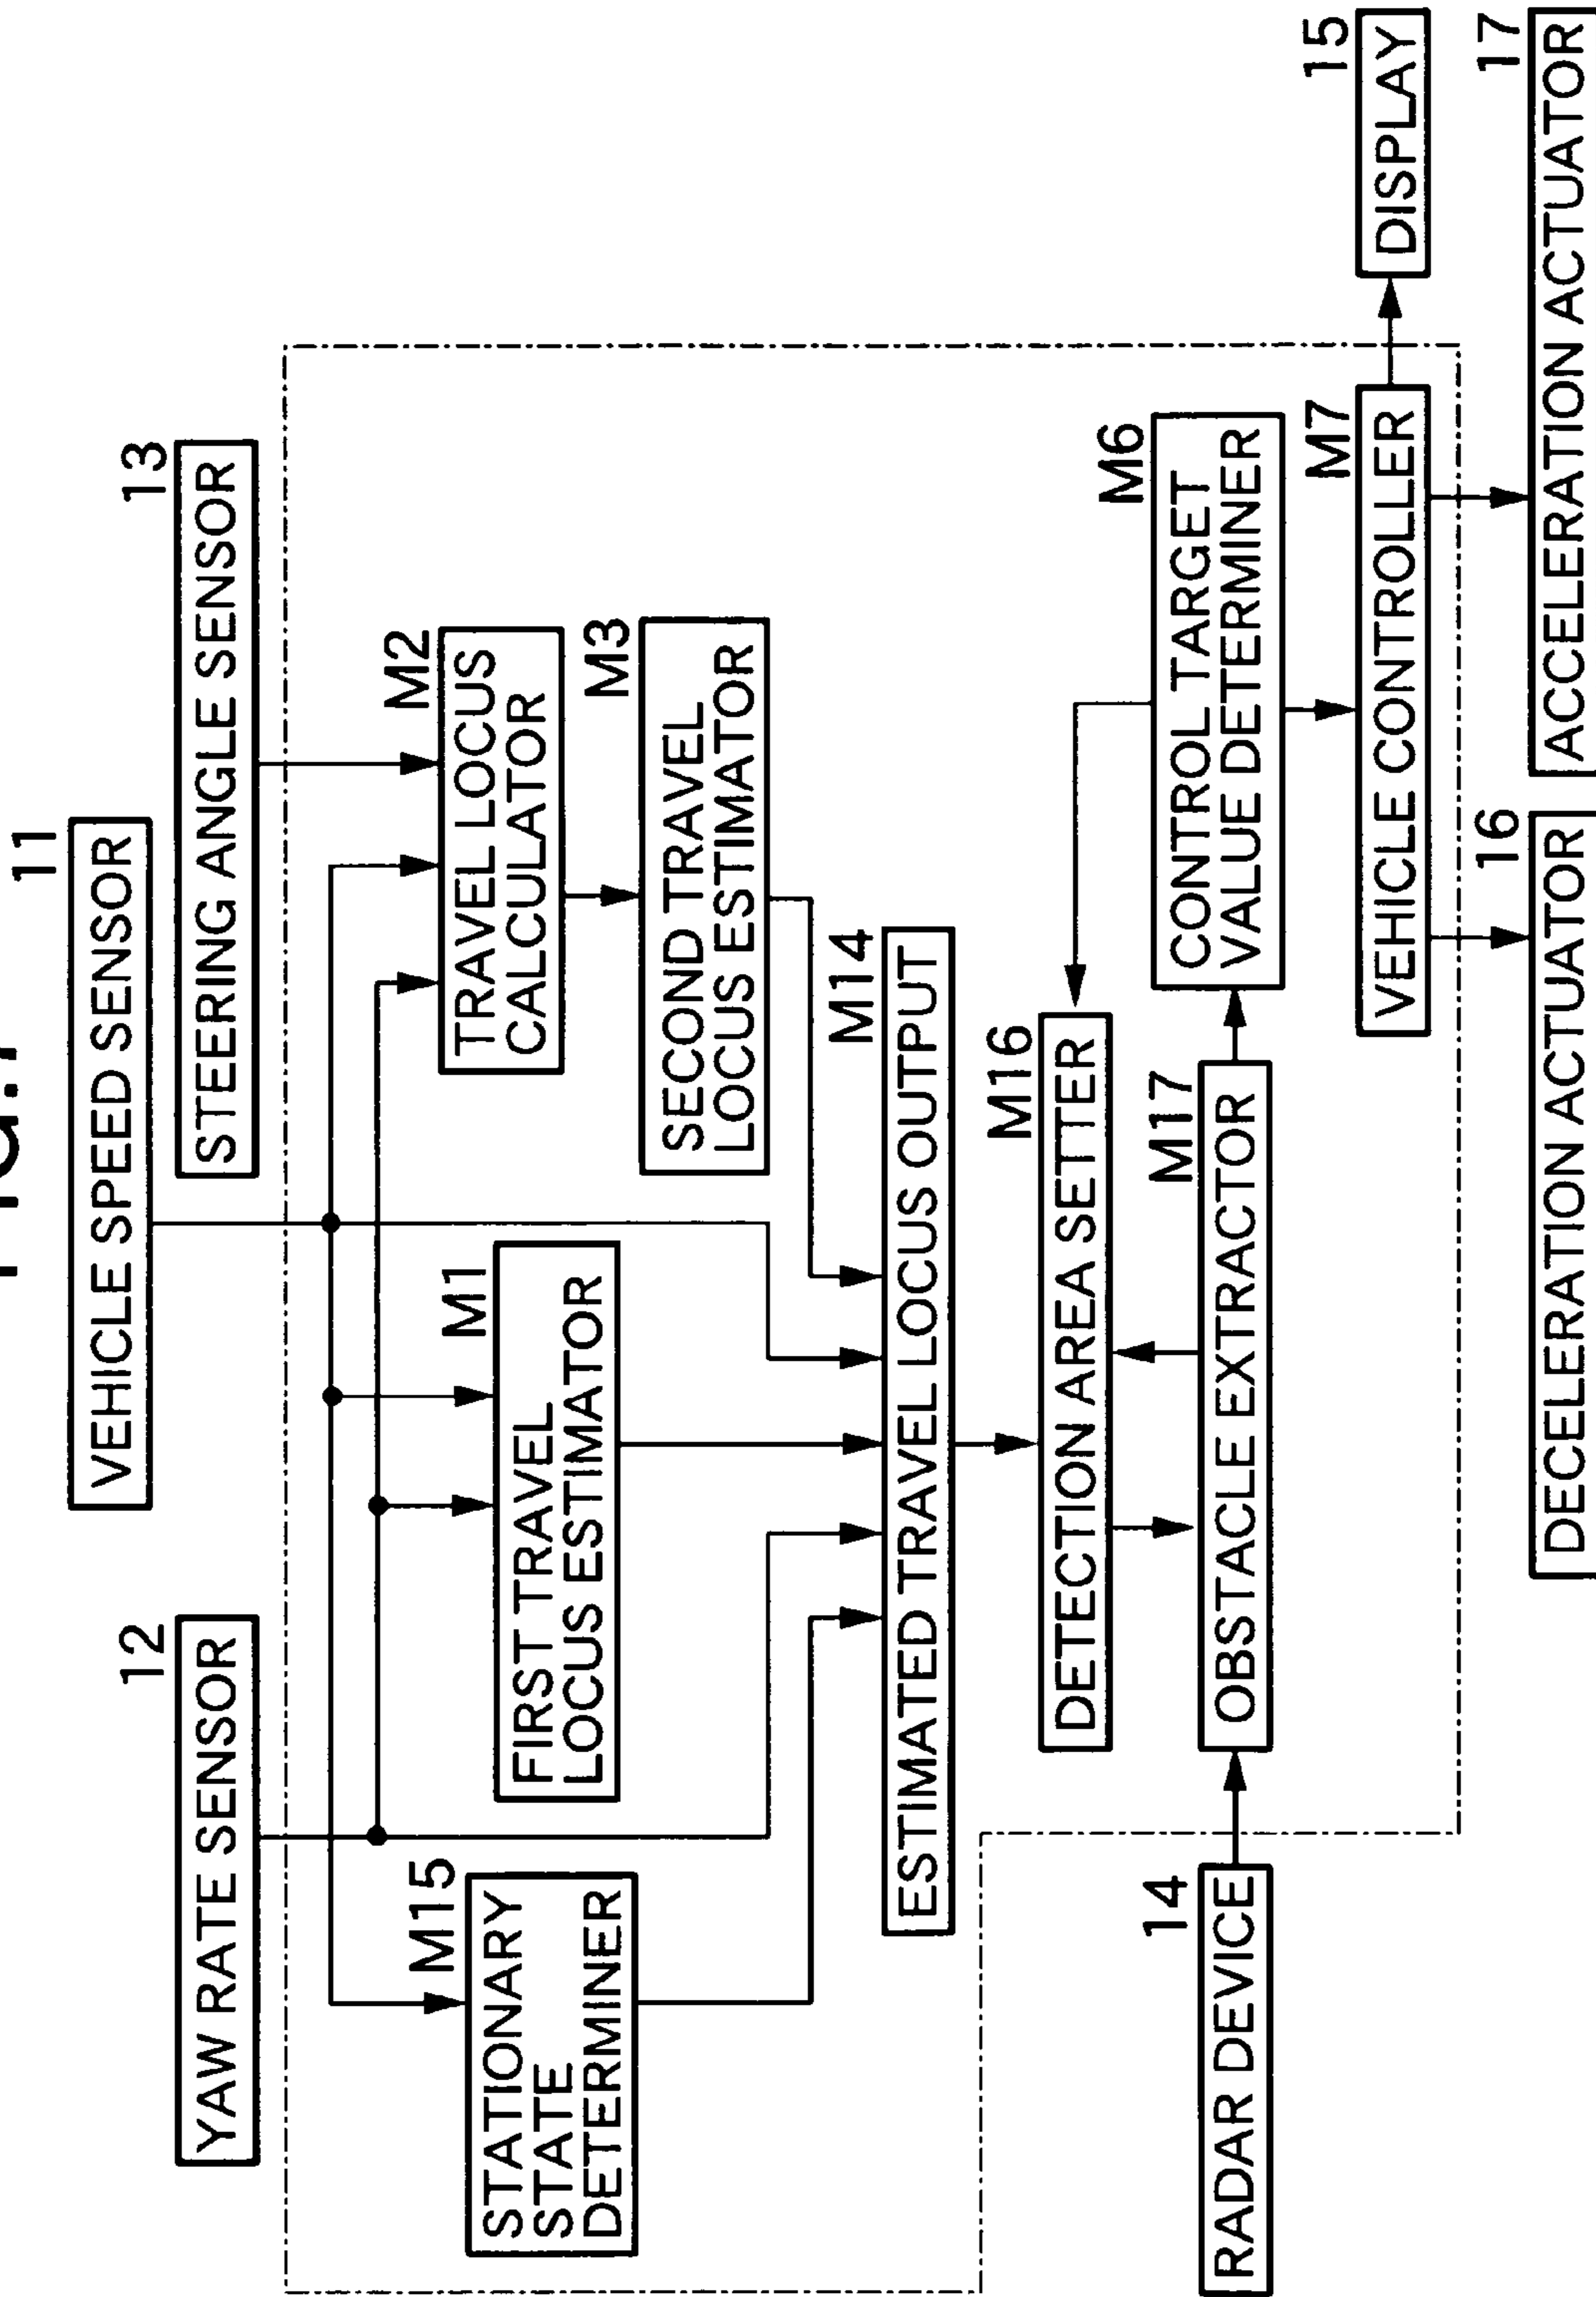 11
VEHICLE SPEED SENSOR
12
YAW RATE SENSOR
13
STEERING ANGLE SENSOR
M15
STATIONARY
STATE
DETERMINER
M1
FIRST TRAVEL
LOCUS ESTIMATOR
M2
TRAVEL LOCUS
CALCULATOR
M3
SECOND TRAVEL
LOCUS ESTIMATOR
M14
ESTIMATED TRAVEL LOCUS OUTPUT
M16
DETECTION AREA SETTER
M6
CONTROL TARGET
VALUE DETERMINER
14
RADAR DEVICE
M17
OBSTACLE EXTRACTOR
M7
VEHICLE CONTROLLER
15
DISPLAY
16
DECELERATION ACTUATOR
17
ACCELERATION ACTUATOR